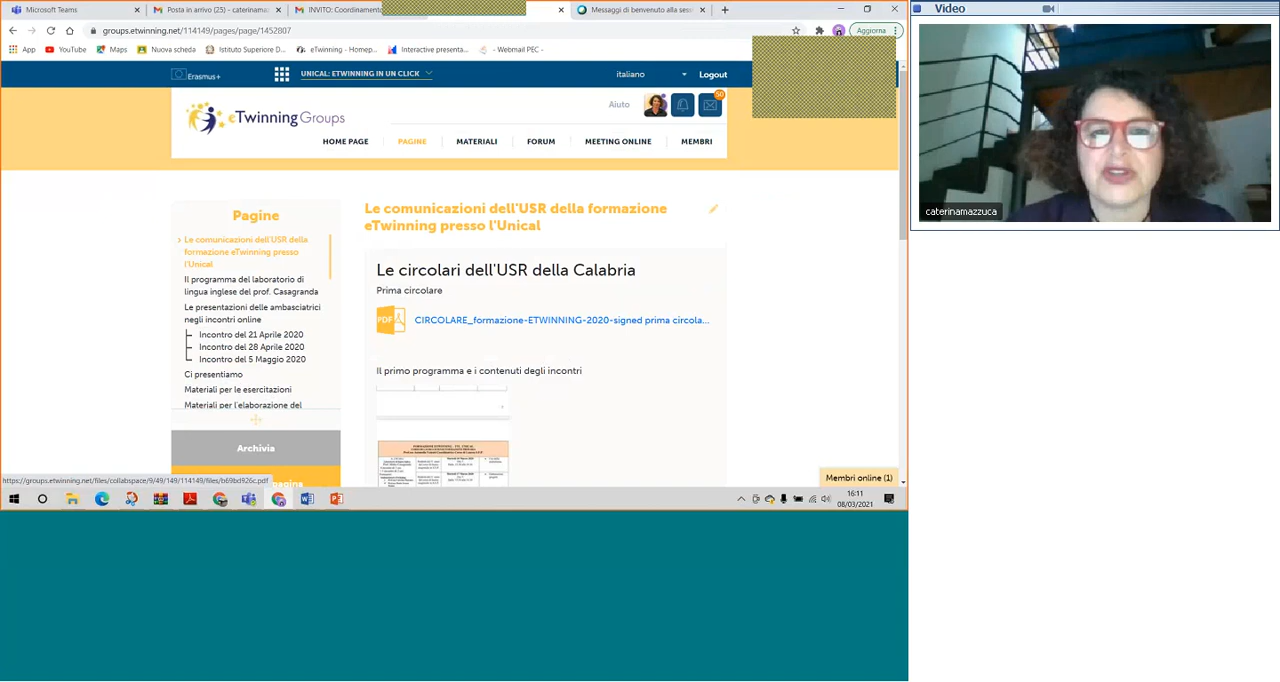 Microsoft Teams
Posta in arrivo (25) - caterinama
INVITO: Coordinamento
Messaggi di benvenuto alla sess
Video
groups.etwinning.net/114149/pages/page/1452807
Aggiorna
App YouTube Maps Nuova scheda Istituto Superiore D... eTwinning - Homep... Interactive presenta... - Webmail PEC -
Erasmus+
UNICAL: ETWINNING IN UN CLICK
italiano
Logout
eTwinning Groups
Aiuto
50
HOME PAGE PAGINE MATERIALI FORUM MEETING ONLINE MEMBRI
Pagine
Le comunicazioni dell'USR della
formazione eTwinning presso
l'Unical
Il programma del laboratorio di
lingua inglese del prof. Casagranda
Le presentazioni delle ambasciatrici
negli incontri online
Incontro del 21 Aprile 2020
Incontro del 28 Aprile 2020
Incontro del 5 Maggio 2020
Ci presentiamo
Materiali per le esercitazioni
Materiali per l'elaborazione del
Archivia
Le comunicazioni dell'USR della formazione
eTwinning presso l'Unical
Le circolari dell'USR della Calabria
Prima circolare
PDF
CIRCOLARE_formazione-ETWINNING-2020-signed prima circola...
Il primo programma e i contenuti degli incontri
caterinamazzuca
Membri online (1)
https://groups.etwinning.net/files/collabspace/9/49/149/114149/files/b69bd926c.pdf
16:11
08/03/2021